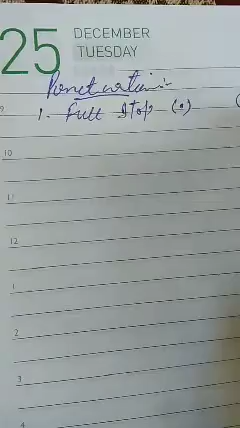 25 DECEMBER
TUESDAY
Punctuation:-
9
1. Full Stop (.)
10
11
12
1
2
3
4